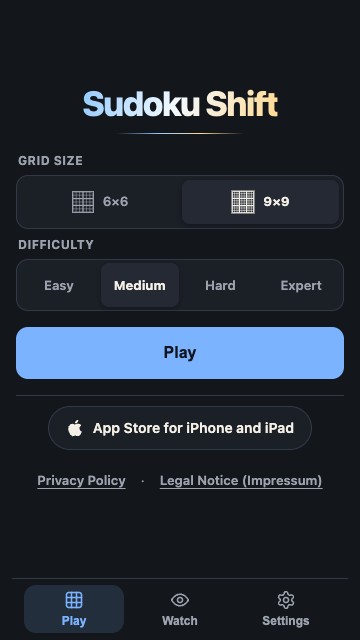 Sudoku Shift
GRID SIZE
6×6 9×9
DIFFICULTY
Easy Medium Hard Expert
Play
App Store for iPhone and iPad
Privacy Policy · Legal Notice (Impressum)
Play Watch Settings